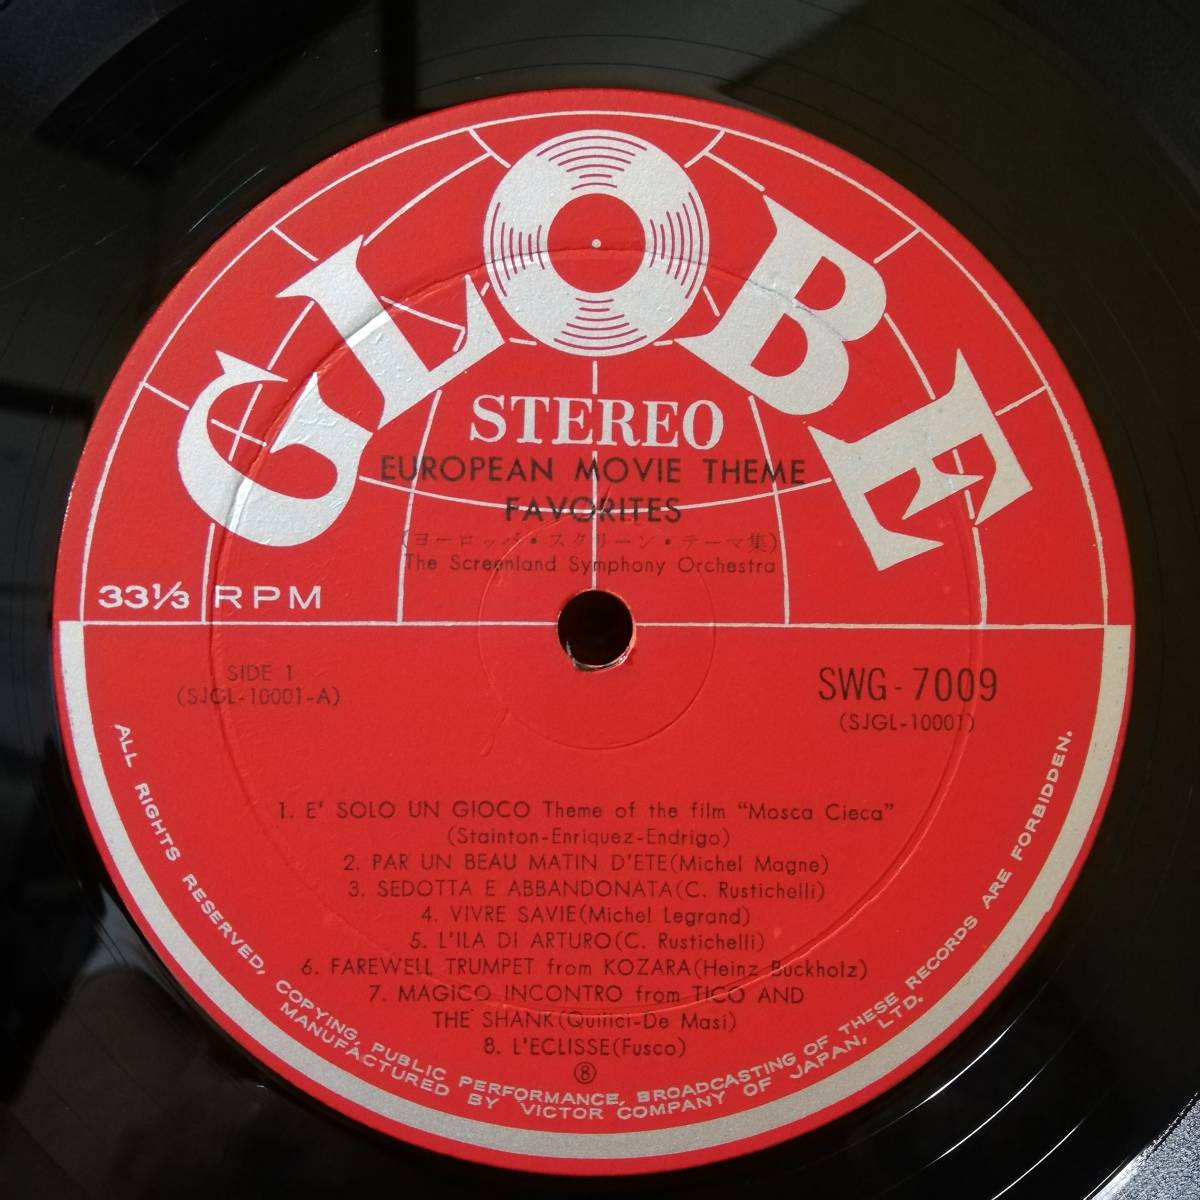 GLOBE
STEREO
EUROPEAN MOVIE THEME
FAVORITES
(ヨーロッパ・スクリーン・テーマ集)
The Screenland Symphony Orchestra
33⅓ RPM
SIDE 1
(SJGL-10001-A)
SWG-7009
(SJGL-10001)
1. E' SOLO UN GIOCO Theme of the film "Mosca Cieca"
(Stainton-Enriquez-Endrigo)
2. PAR UN BEAU MATIN D'ETE(Michel Magne)
3. SEDOTTA E ABBANDONATA(C. Rustichelli)
4. VIVRE SAVIE(Michel Legrand)
5. L'ILA DI ARTURO(C. Rustichelli)
6. FAREWELL TRUMPET from KOZARA(Heinz Buckholz)
7. MAGICO INCONTRO from TICO AND
THE SHANK(Quifici-De Masi)
8. L'ECLISSE(Fusco)
⑧
ALL RIGHTS RESERVED, COPYING, PUBLIC PERFORMANCE, BROADCASTING OF THESE RECORDS ARE FORBIDDEN.
MANUFACTURED BY VICTOR COMPANY OF JAPAN, LTD.